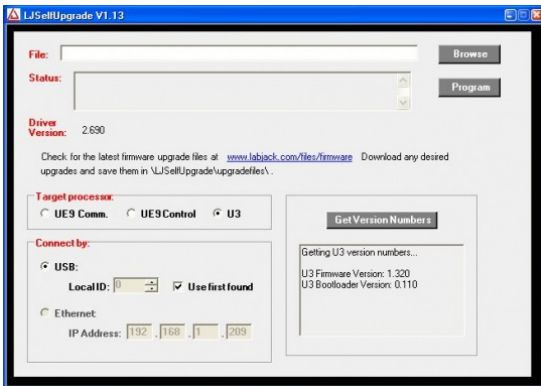 LJSelfUpgrade V1.13
File:
Browse
Status:
Program
Driver
Version: 2.690
Check for the latest firmware upgrade files at www.labjack.com/files/firmware Download any desired
upgrades and save them in \LJSelfUpgrade\upgradefiles\ .
Target processor:
UE9 Comm. UE9Control U3
Connect by:
USB:
Local ID: 0 Use first found
Ethernet
IP Address: 192 . 168 . 1 . 209
Get Version Numbers
Getting U3 version numbers...
U3 Firmware Version: 1.320
U3 Bootloader Version: 0.110